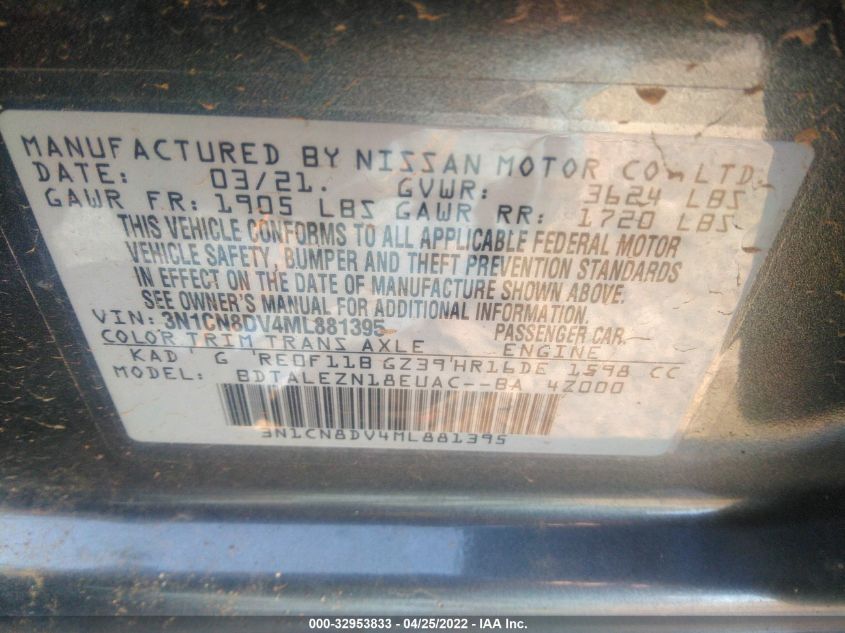 MANUFACTURED BY NISSAN MOTOR CO., LTD.
DATE: 03/21. GVWR: 3624 LBS
GAWR FR: 1905 LBS GAWR RR: 1720 LBS
THIS VEHICLE CONFORMS TO ALL APPLICABLE FEDERAL MOTOR
VEHICLE SAFETY, BUMPER AND THEFT PREVENTION STANDARDS
IN EFFECT ON THE DATE OF MANUFACTURE SHOWN ABOVE.
SEE OWNER'S MANUAL FOR ADDITIONAL INFORMATION.
VIN: 3N1CN8DV4ML881395 PASSENGER CAR
COLOR TRIM TRANS AXLE ENGINE
KAD G 'RE0F11B GZ39'HR16DE 1598 CC
MODEL: BDTALEZN18EUAC--BA 4Z000
3N1CN8DV4ML881395
000-32953833 - 04/25/2022 - IAA Inc.